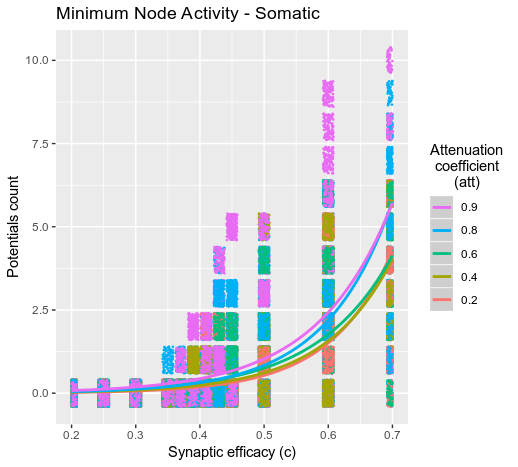 Minimum Node Activity - Somatic
Potentials count
10.0
7.5
5.0
2.5
0.0
0.2
0.3
0.4
0.5
0.6
0.7
Synaptic efficacy (c)
Attenuation
coefficient
(att)
0.9
0.8
0.6
0.4
0.2